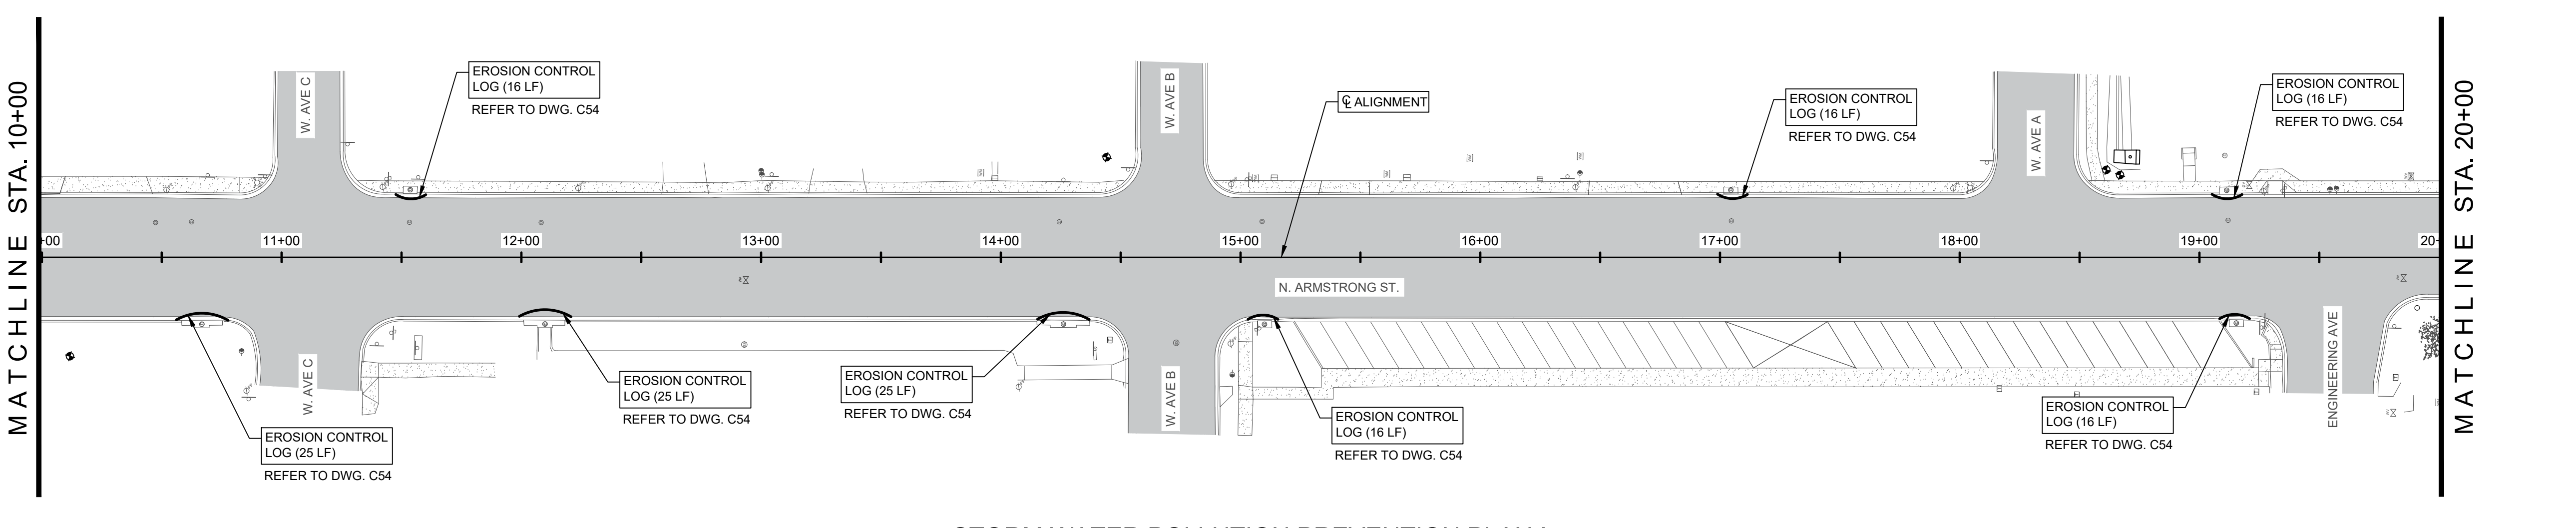 MATCHLINE STA. 10+00
W. AVE C
EROSION CONTROL
LOG (16 LF)
REFER TO DWG. C54
W. AVE B
℄ ALIGNMENT
EROSION CONTROL
LOG (16 LF)
REFER TO DWG. C54
W. AVE A
EROSION CONTROL
LOG (16 LF)
REFER TO DWG. C54
MATCHLINE STA. 20+00
+00
11+00
12+00
13+00
14+00
15+00
16+00
17+00
18+00
19+00
20+
N. ARMSTRONG ST.
W. AVE C
EROSION CONTROL
LOG (25 LF)
REFER TO DWG. C54
EROSION CONTROL
LOG (25 LF)
REFER TO DWG. C54
EROSION CONTROL
LOG (25 LF)
REFER TO DWG. C54
W. AVE B
EROSION CONTROL
LOG (16 LF)
REFER TO DWG. C54
EROSION CONTROL
LOG (16 LF)
REFER TO DWG. C54
ENGINEERING AVE